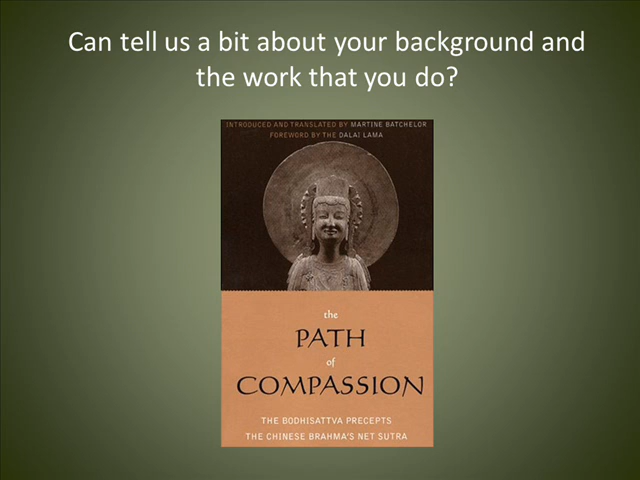 Can tell us a bit about your background and
the work that you do?
INTRODUCED AND TRANSLATED BY MARTINE BATCHELOR
FOREWORD BY THE DALAI LAMA
the
PATH
of
COMPASSION
THE BODHISATTVA PRECEPTS
THE CHINESE BRAHMA'S NET SUTRA